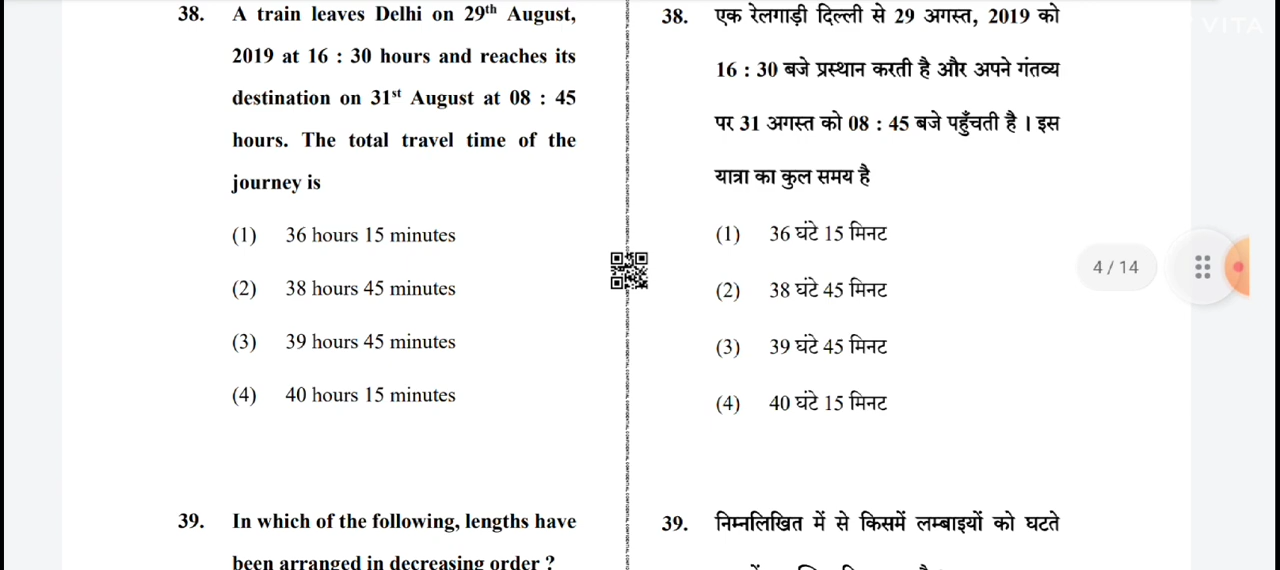 38. A train leaves Delhi on 29th August,
2019 at 16 : 30 hours and reaches its
destination on 31st August at 08 : 45
hours. The total travel time of the
journey is
(1) 36 hours 15 minutes
(2) 38 hours 45 minutes
(3) 39 hours 45 minutes
(4) 40 hours 15 minutes
39. In which of the following, lengths have
been arranged in decreasing order ?
38. एक रेलगाड़ी दिल्ली से 29 अगस्त, 2019 को
16 : 30 बजे प्रस्थान करती है और अपने गंतव्य
पर 31 अगस्त को 08 : 45 बजे पहुँचती है । इस
यात्रा का कुल समय है
(1) 36 घंटे 15 मिनट
(2) 38 घंटे 45 मिनट
(3) 39 घंटे 45 मिनट
(4) 40 घंटे 15 मिनट
39. निम्नलिखित में से किसमें लम्बाइयों को घटते
4 / 14
VITA